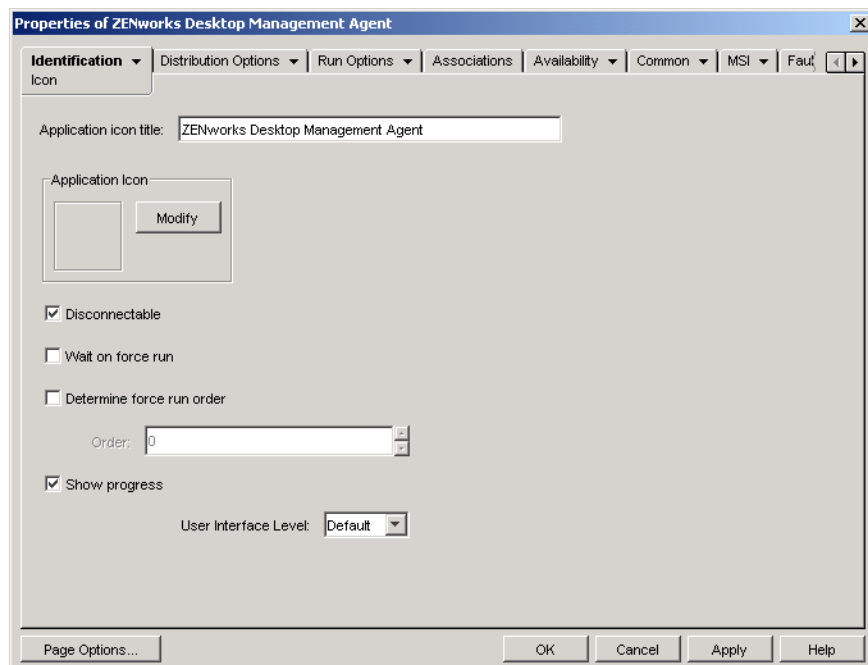 Properties of ZENworks Desktop Management Agent
Identification Distribution Options Run Options Associations Availability Common MSI
Icon
Application icon title: ZENworks Desktop Management Agent
Application Icon
Modify
Disconnectable
Wait on force run
Determine force run order
Order: 0
Show progress
User Interface Level: Default
Page Options... OK Cancel Apply Help